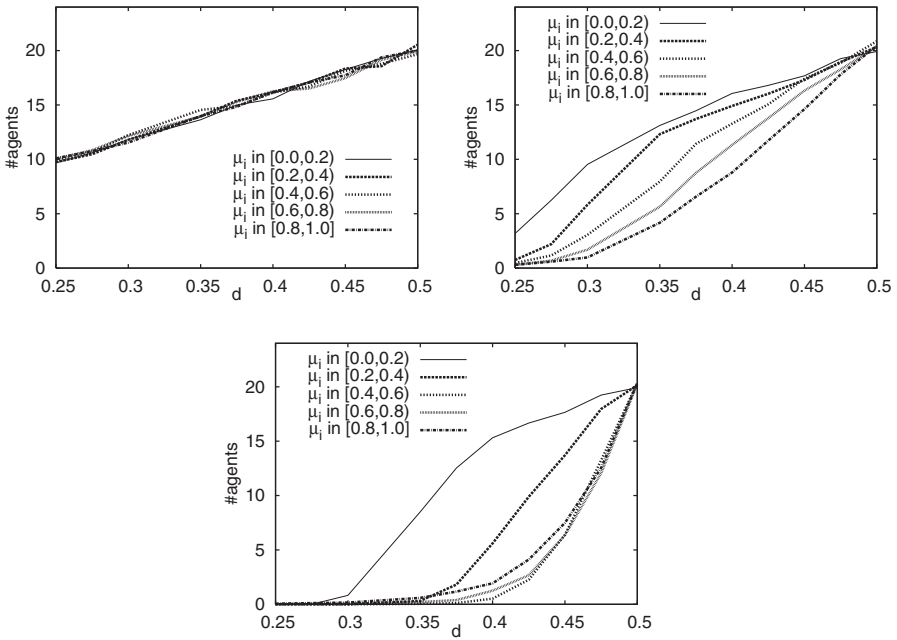 20
15
10
5
0
#agents
μi in [0.0,0.2)
μi in [0.2,0.4)
μi in [0.4,0.6)
μi in [0.6,0.8)
μi in [0.8,1.0]
0.25 0.3 0.35 0.4 0.45 0.5
d
20
15
10
5
0
#agents
μi in [0.0,0.2)
μi in [0.2,0.4)
μi in [0.4,0.6)
μi in [0.6,0.8)
μi in [0.8,1.0]
0.25 0.3 0.35 0.4 0.45 0.5
d
20
15
10
5
0
#agents
μi in [0.0,0.2)
μi in [0.2,0.4)
μi in [0.4,0.6)
μi in [0.6,0.8)
μi in [0.8,1.0]
0.25 0.3 0.35 0.4 0.45 0.5
d